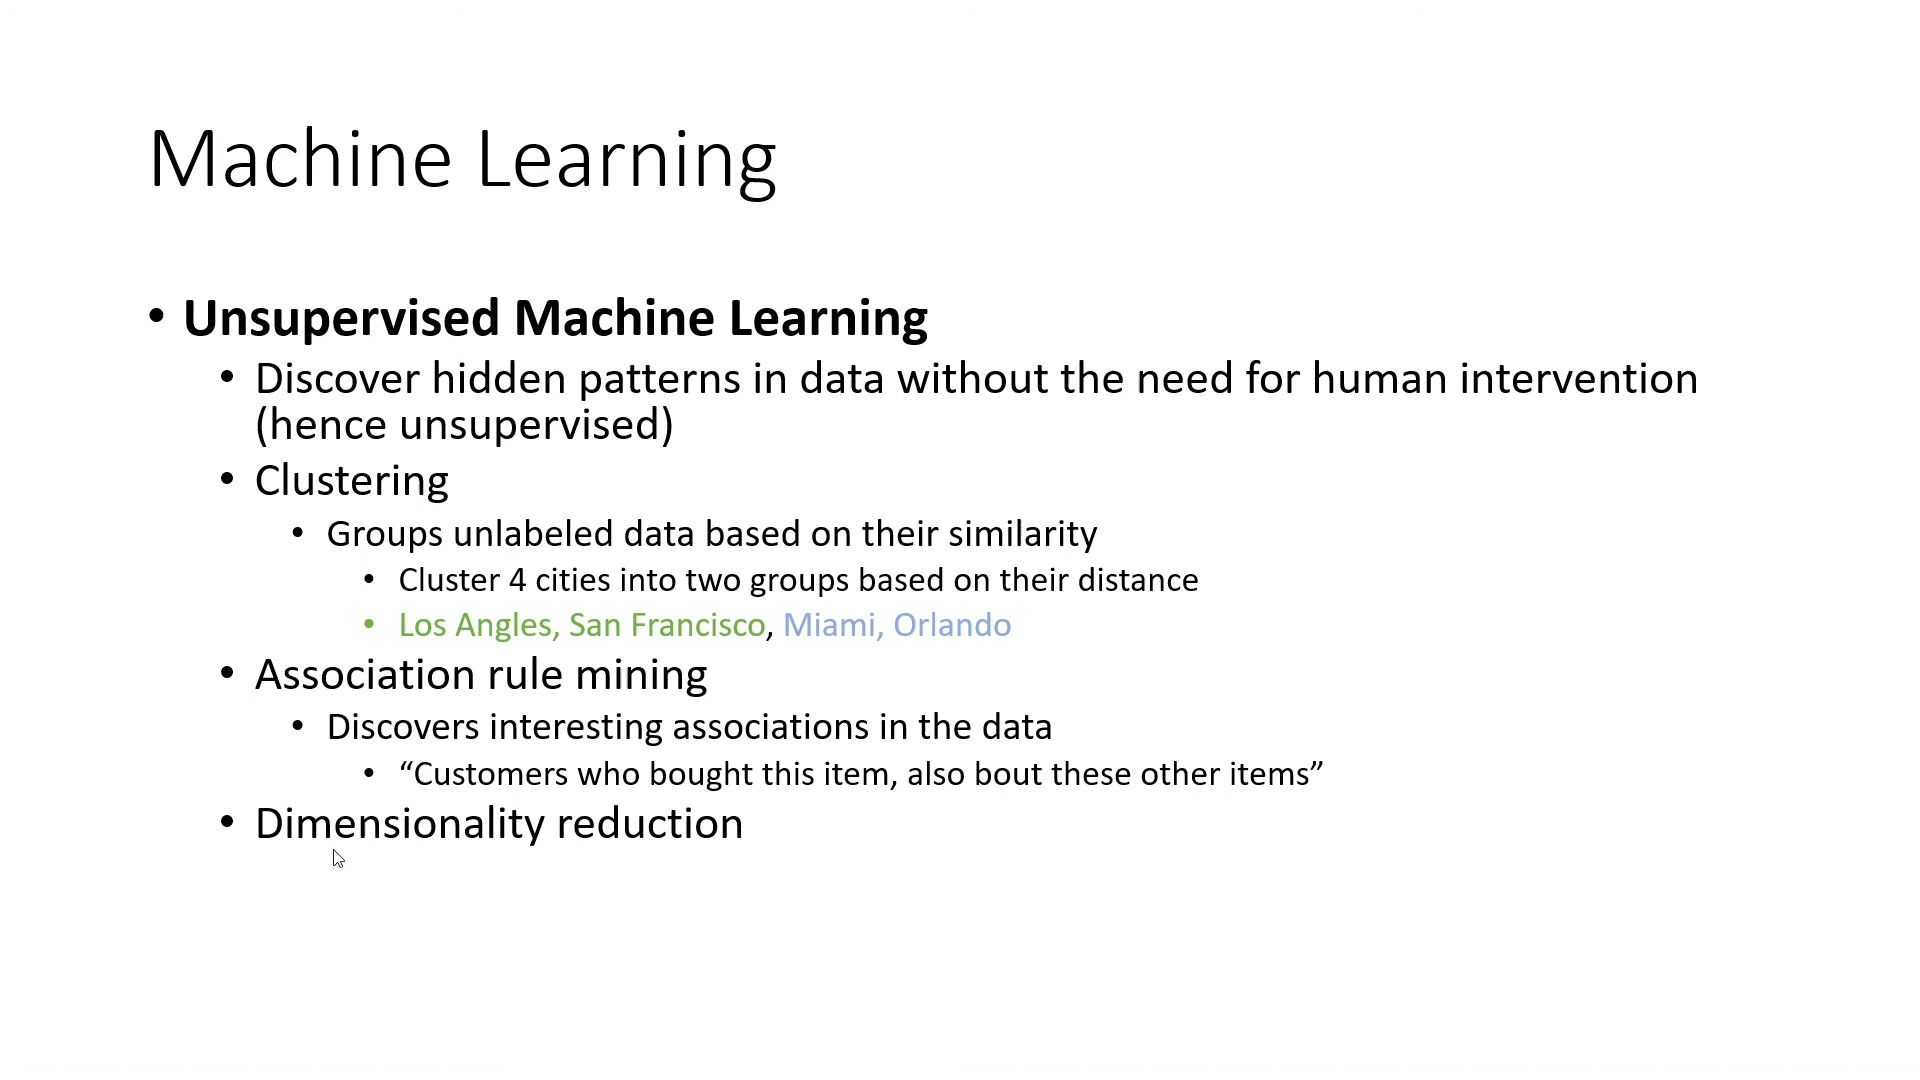 Machine Learning
• Unsupervised Machine Learning
• Discover hidden patterns in data without the need for human intervention
(hence unsupervised)
• Clustering
• Groups unlabeled data based on their similarity
• Cluster 4 cities into two groups based on their distance
• Los Angles, San Francisco, Miami, Orlando
• Association rule mining
• Discovers interesting associations in the data
• “Customers who bought this item, also bout these other items”
• Dimensionality reduction